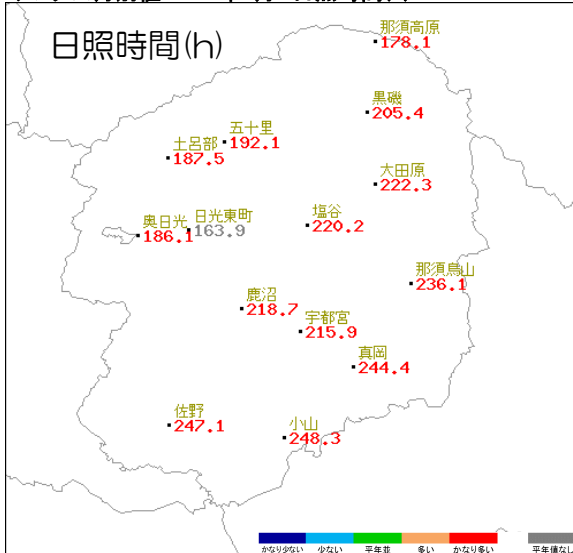 日照時間(h)
那須高原
178.1
黒磯
205.4
五十里
192.1
土呂部
187.5
大田原
222.3
日光東町
163.9
奥日光
186.1
塩谷
220.2
那須烏山
236.1
鹿沼
218.7
宇都宮
215.9
真岡
244.4
佐野
247.1
小山
248.3
かなり少ない 少ない 平年並 多い かなり多い 平年値なし